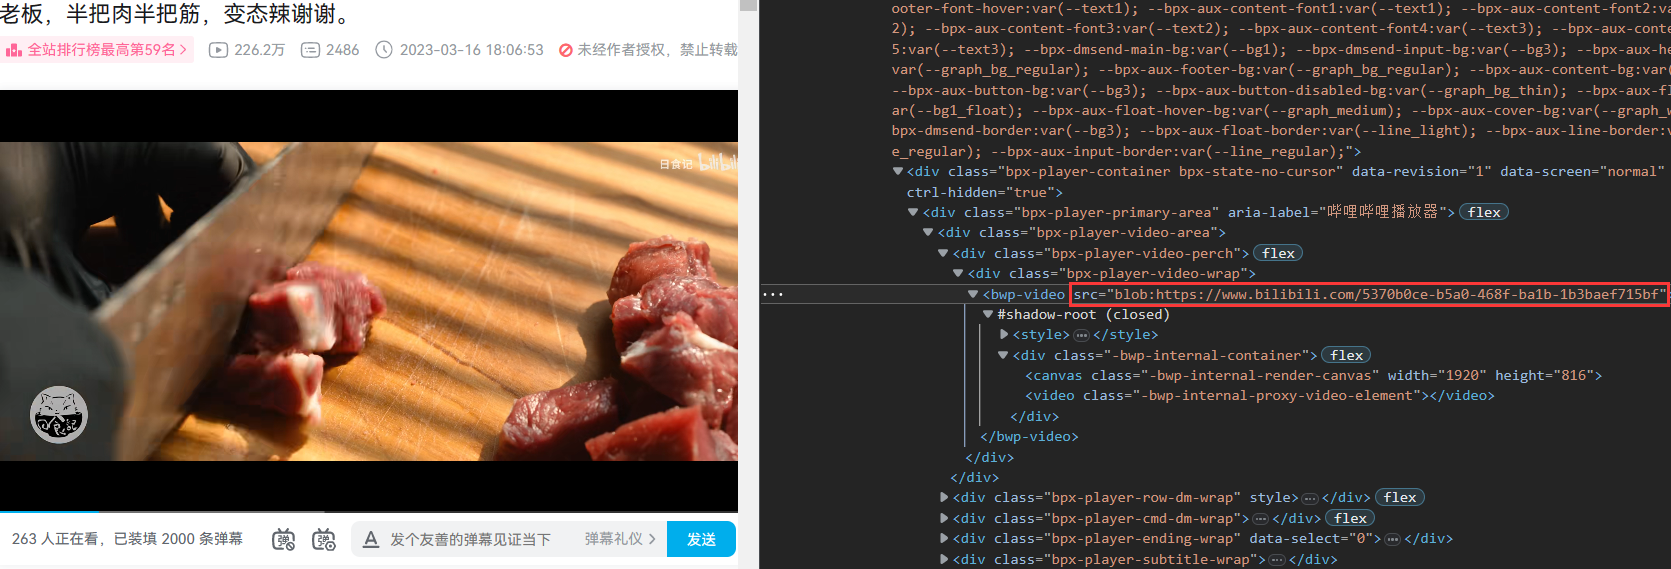 老板，半把肉半把筋，变态辣谢谢。
全站排行榜最高第59名 226.2万 2486 2023-03-16 18:06:53 未经作者授权，禁止转载
日食记 bilibili
263 人正在看，已装填 2000 条弹幕 发个友善的弹幕见证当下 弹幕礼仪 发送
ooter-font-hover:var(--text1); --bpx-aux-content-font1:var(--text1); --bpx-aux-content-font2:va
2); --bpx-aux-content-font3:var(--text2); --bpx-aux-content-font4:var(--text3); --bpx-aux-conte
5:var(--text3); --bpx-dmsend-main-bg:var(--bg1); --bpx-dmsend-input-bg:var(--bg3); --bpx-aux-he
var(--graph_bg_regular); --bpx-aux-footer-bg:var(--graph_bg_regular); --bpx-aux-content-bg:var(
--bpx-aux-button-bg:var(--bg3); --bpx-aux-button-disabled-bg:var(--graph_bg_thin); --bpx-aux-fl
ar(--bg1_float); --bpx-aux-float-hover-bg:var(--graph_medium); --bpx-aux-cover-bg:var(--graph_w
bpx-dmsend-border:var(--bg3); --bpx-aux-float-border:var(--line_light); --bpx-aux-line-border:v
e_regular); --bpx-aux-input-border:var(--line_regular);">
<div class="bpx-player-container bpx-state-no-cursor" data-revision="1" data-screen="normal"
ctrl-hidden="true">
<div class="bpx-player-primary-area" aria-label="哔哩哔哩播放器"> flex
<div class="bpx-player-video-area">
<div class="bpx-player-video-perch"> flex
<div class="bpx-player-video-wrap">
<bwp-video src="blob:https://www.bilibili.com/5370b0ce-b5a0-468f-ba1b-1b3baef715bf"
#shadow-root (closed)
<style> … </style>
<div class="-bwp-internal-container"> flex
<canvas class="-bwp-internal-render-canvas" width="1920" height="816">
<video class="-bwp-internal-proxy-video-element"></video>
</div>
</bwp-video>
</div>
</div>
<div class="bpx-player-row-dm-wrap" style> … </div> flex
<div class="bpx-player-cmd-dm-wrap"> … </div> flex
<div class="bpx-player-ending-wrap" data-select="0"> … </div>
<div class="bpx-player-subtitle-wrap"> … </div>